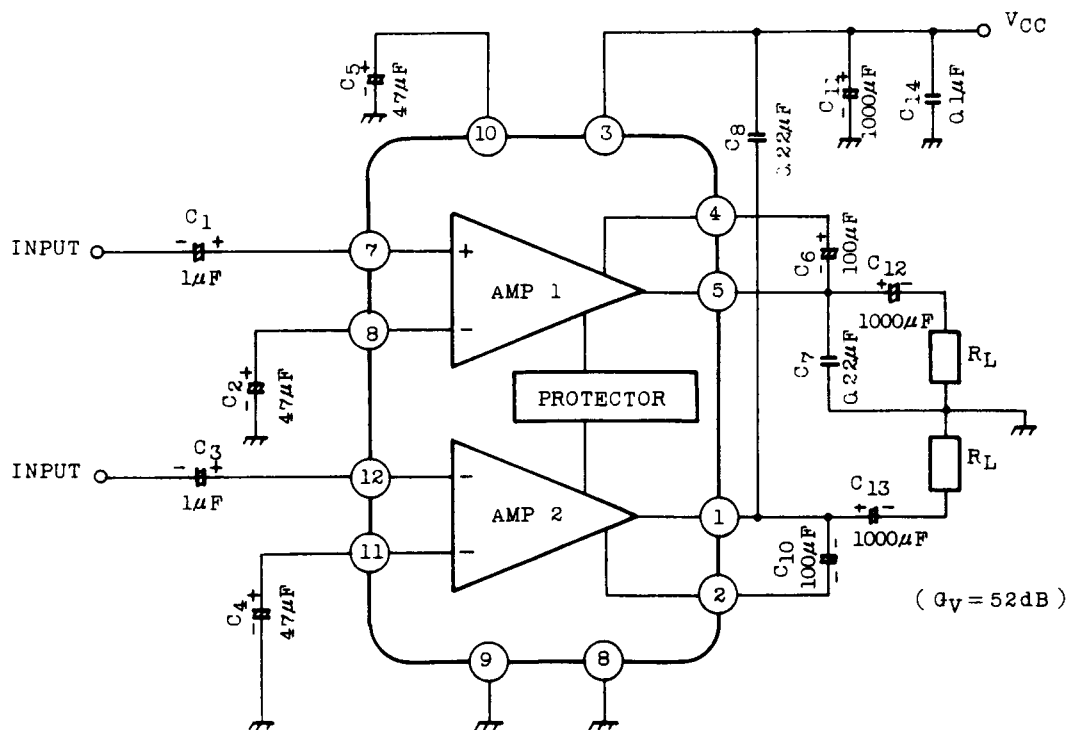 VCC
C5
+
-
47μF
10
3
C8
0.22μF
+
-
1000μF
C14
0.1μF
C1
- +
1μF
INPUT
7
+
AMP 1
4
5
+
-
C6
100μF
C12
+ -
1000μF
8
-
C2
+
-
47μF
C7
0.22μF
RL
PROTECTOR
INPUT
C3
- +
1μF
12
-
AMP 2
1
C13
+ -
1000μF
RL
11
-
C10
100μF
-
-
2
C4
+
-
47μF
(GV=52dB)
9
8